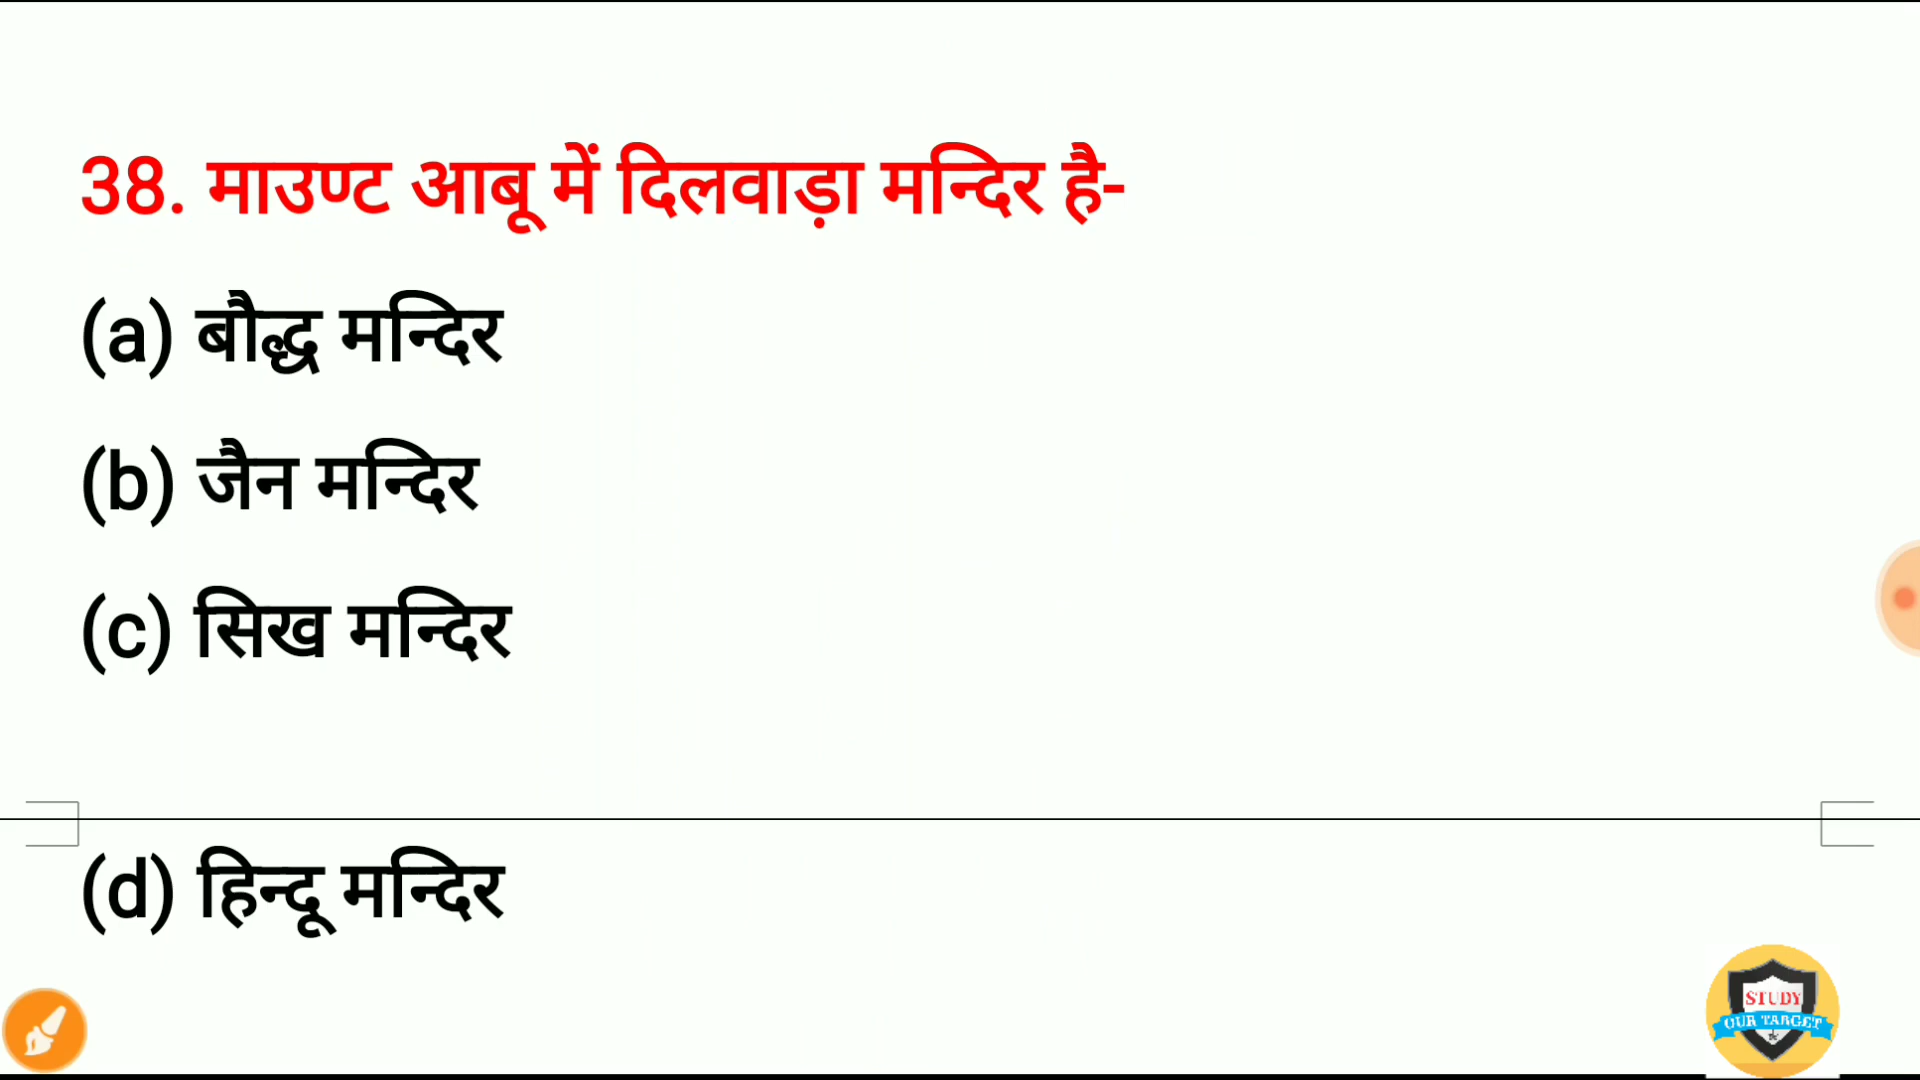 38. माउण्ट आबू में दिलवाड़ा मन्दिर है-
(a) बौद्ध मन्दिर
(b) जैन मन्दिर
(c) सिख मन्दिर
(d) हिन्दू मन्दिर
STUDY
OUR TARGET